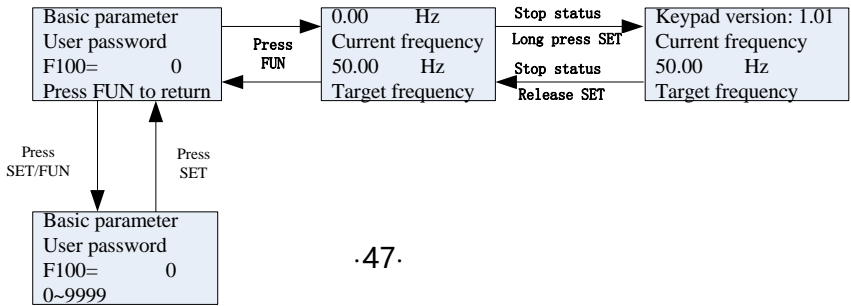 Basic parameter
User password
F100= 0
Press FUN to return
Press
FUN
0.00 Hz
Current frequency
50.00 Hz
Target frequency
Stop status
Long press SET
Stop status
Release SET
Keypad version: 1.01
Current frequency
50.00 Hz
Target frequency
Press
SET/FUN
Press
SET
Basic parameter
User password
F100= 0
0~9999
·47·